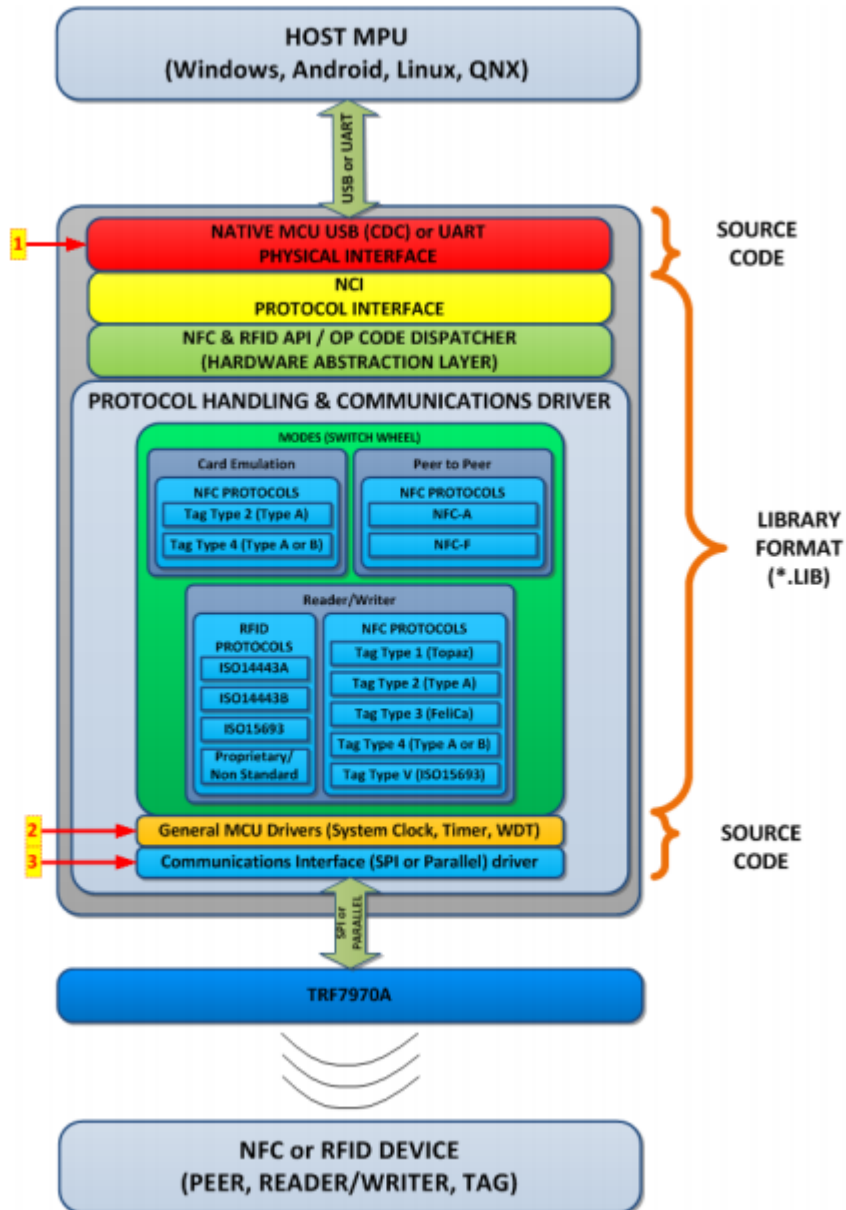 HOST MPU
(Windows, Android, Linux, QNX)
USB or UART
1
NATIVE MCU USB (CDC) or UART
PHYSICAL INTERFACE
SOURCE
CODE
NCI
PROTOCOL INTERFACE
NFC & RFID API / OP CODE DISPATCHER
(HARDWARE ABSTRACTION LAYER)
PROTOCOL HANDLING & COMMUNICATIONS DRIVER
MODES (SWITCH WHEEL)
Card Emulation
NFC PROTOCOLS
Tag Type 2 (Type A)
Tag Type 4 (Type A or B)
Peer to Peer
NFC PROTOCOLS
NFC-A
NFC-F
LIBRARY
FORMAT
(*.LIB)
Reader/Writer
RFID
PROTOCOLS
ISO14443A
ISO14443B
ISO15693
Proprietary/
Non Standard
NFC PROTOCOLS
Tag Type 1 (Topaz)
Tag Type 2 (Type A)
Tag Type 3 (FeliCa)
Tag Type 4 (Type A or B)
Tag Type V (ISO15693)
2
General MCU Drivers (System Clock, Timer, WDT)
3
Communications Interface (SPI or Parallel) driver
SOURCE
CODE
SPI or
PARALLEL
TRF7970A
NFC or RFID DEVICE
(PEER, READER/WRITER, TAG)